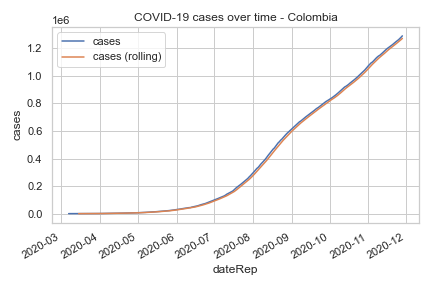 COVID-19 cases over time - Colombia
1e6
cases
cases (rolling)
1.2
1.0
0.8
0.6
0.4
0.2
0.0
cases
2020-03
2020-04
2020-05
2020-06
2020-07
2020-08
2020-09
2020-10
2020-11
2020-12
dateRep